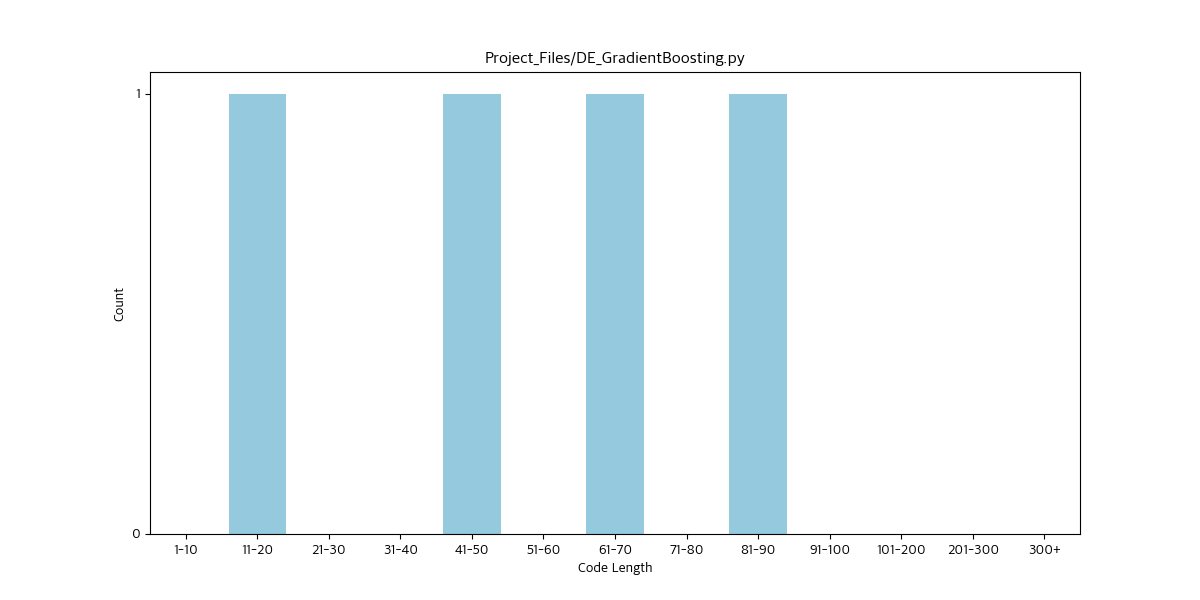 Project_Files/DE_GradientBoosting.py
1
Count
0
1-10 11-20 21-30 31-40 41-50 51-60 61-70 71-80 81-90 91-100 101-200 201-300 300+
Code Length